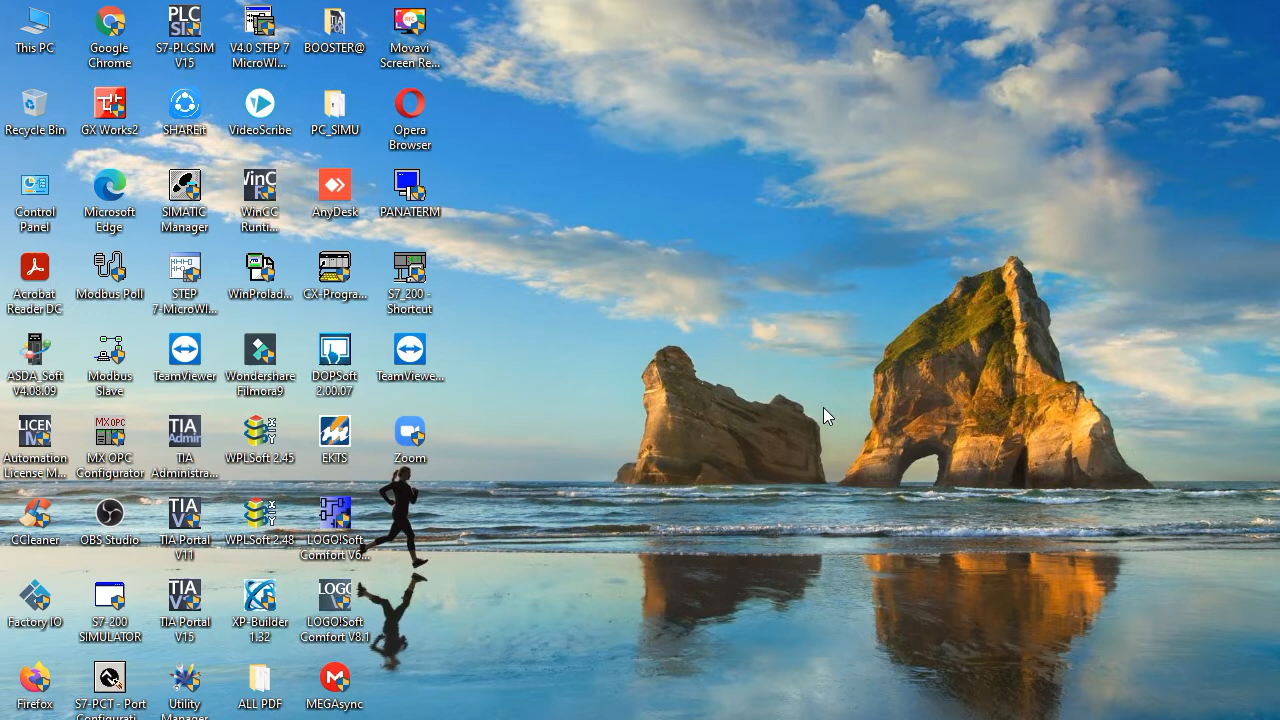 This PC
Google
Chrome
S7-PLCSIM
V15
V4.0 STEP 7
MicroWI...
BOOSTER@
Movavi
Screen Re...
Recycle Bin
GX Works2
SHAREit
VideoScribe
PC_SIMU
Opera
Browser
Control
Panel
Microsoft
Edge
SIMATIC
Manager
WinCC
Runti...
AnyDesk
PANATERM
Acrobat
Reader DC
Modbus Poll
STEP
7-MicroWI...
WinProlad...
CX-Progra...
S7_200 -
Shortcut
ASDA_Soft
V4.08.09
Modbus
Slave
TeamViewer
Wondershare
Filmora9
DOPSoft
2.00.07
TeamViewe...
Automation
License M...
MX OPC
Configurator
TIA
Administra...
WPLSoft 2.45
EKTS
Zoom
CCleaner
OBS Studio
TIA Portal
V11
WPLSoft 2.48
LOGO!Soft
Comfort V6...
Factory IO
S7-200
SIMULATOR
TIA Portal
V15
XP-Builder
1.32
LOGO!Soft
Comfort V8.1
Firefox
S7-PCT - Port
Configurati...
Utility
Manager
ALL PDF
MEGAsync